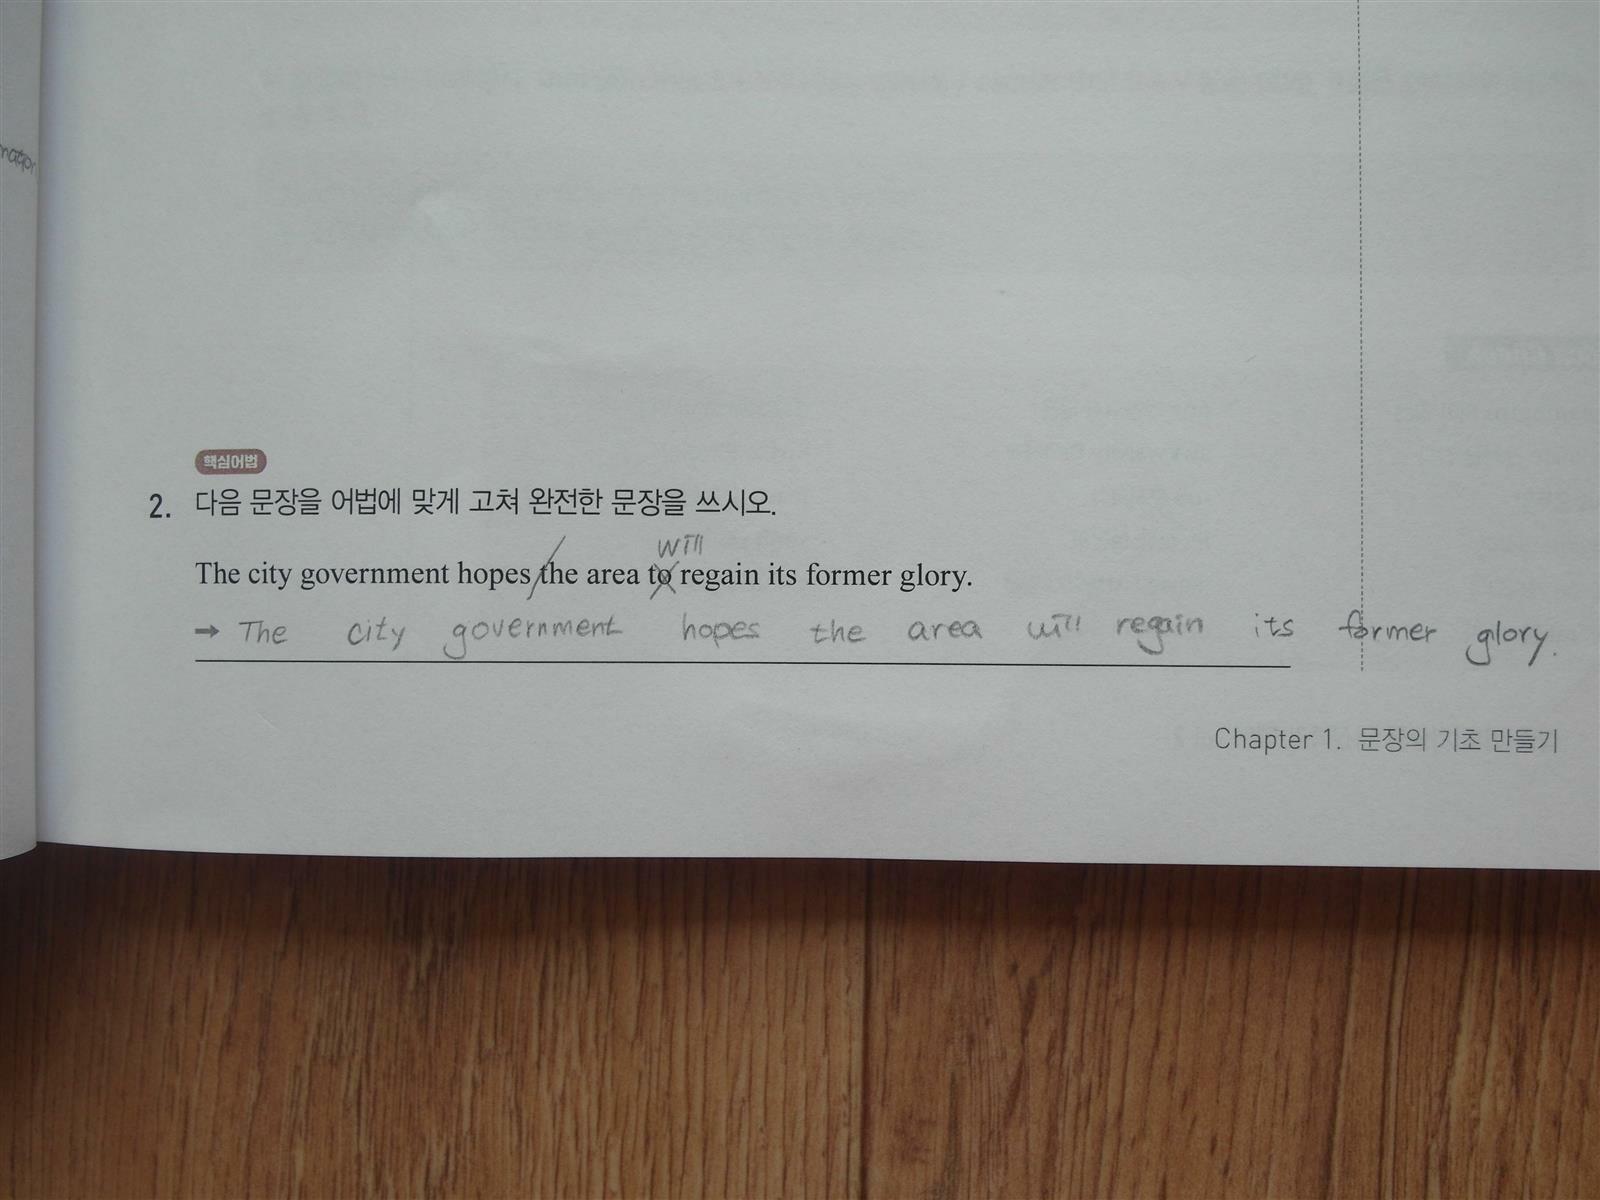 핵심어법
2. 다음 문장을 어법에 맞게 고쳐 완전한 문장을 쓰시오.
will
The city government hopes the area to regain its former glory.
→ The city government hopes the area will regain its former glory.
Chapter 1. 문장의 기초 만들기